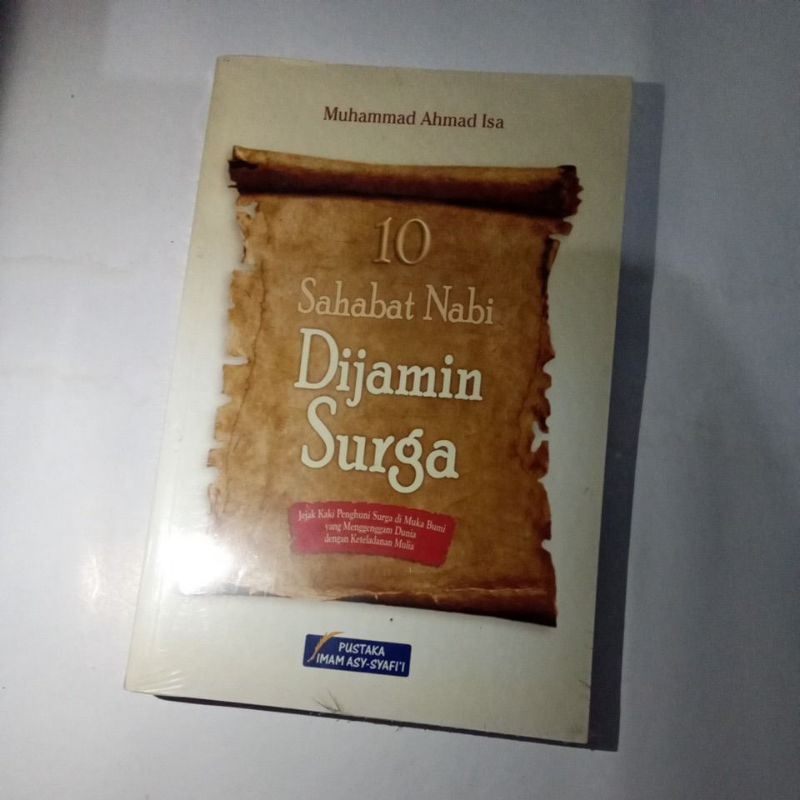 Muhammad Ahmad Isa
10
Sahabat Nabi
Dijamin
Surga
Jejak Kaki Penghuni Surga di Muka Bumi
yang Menggenggam Dunia
dengan Keteladanan Mulia
PUSTAKA
IMAM ASY-SYAFI'I